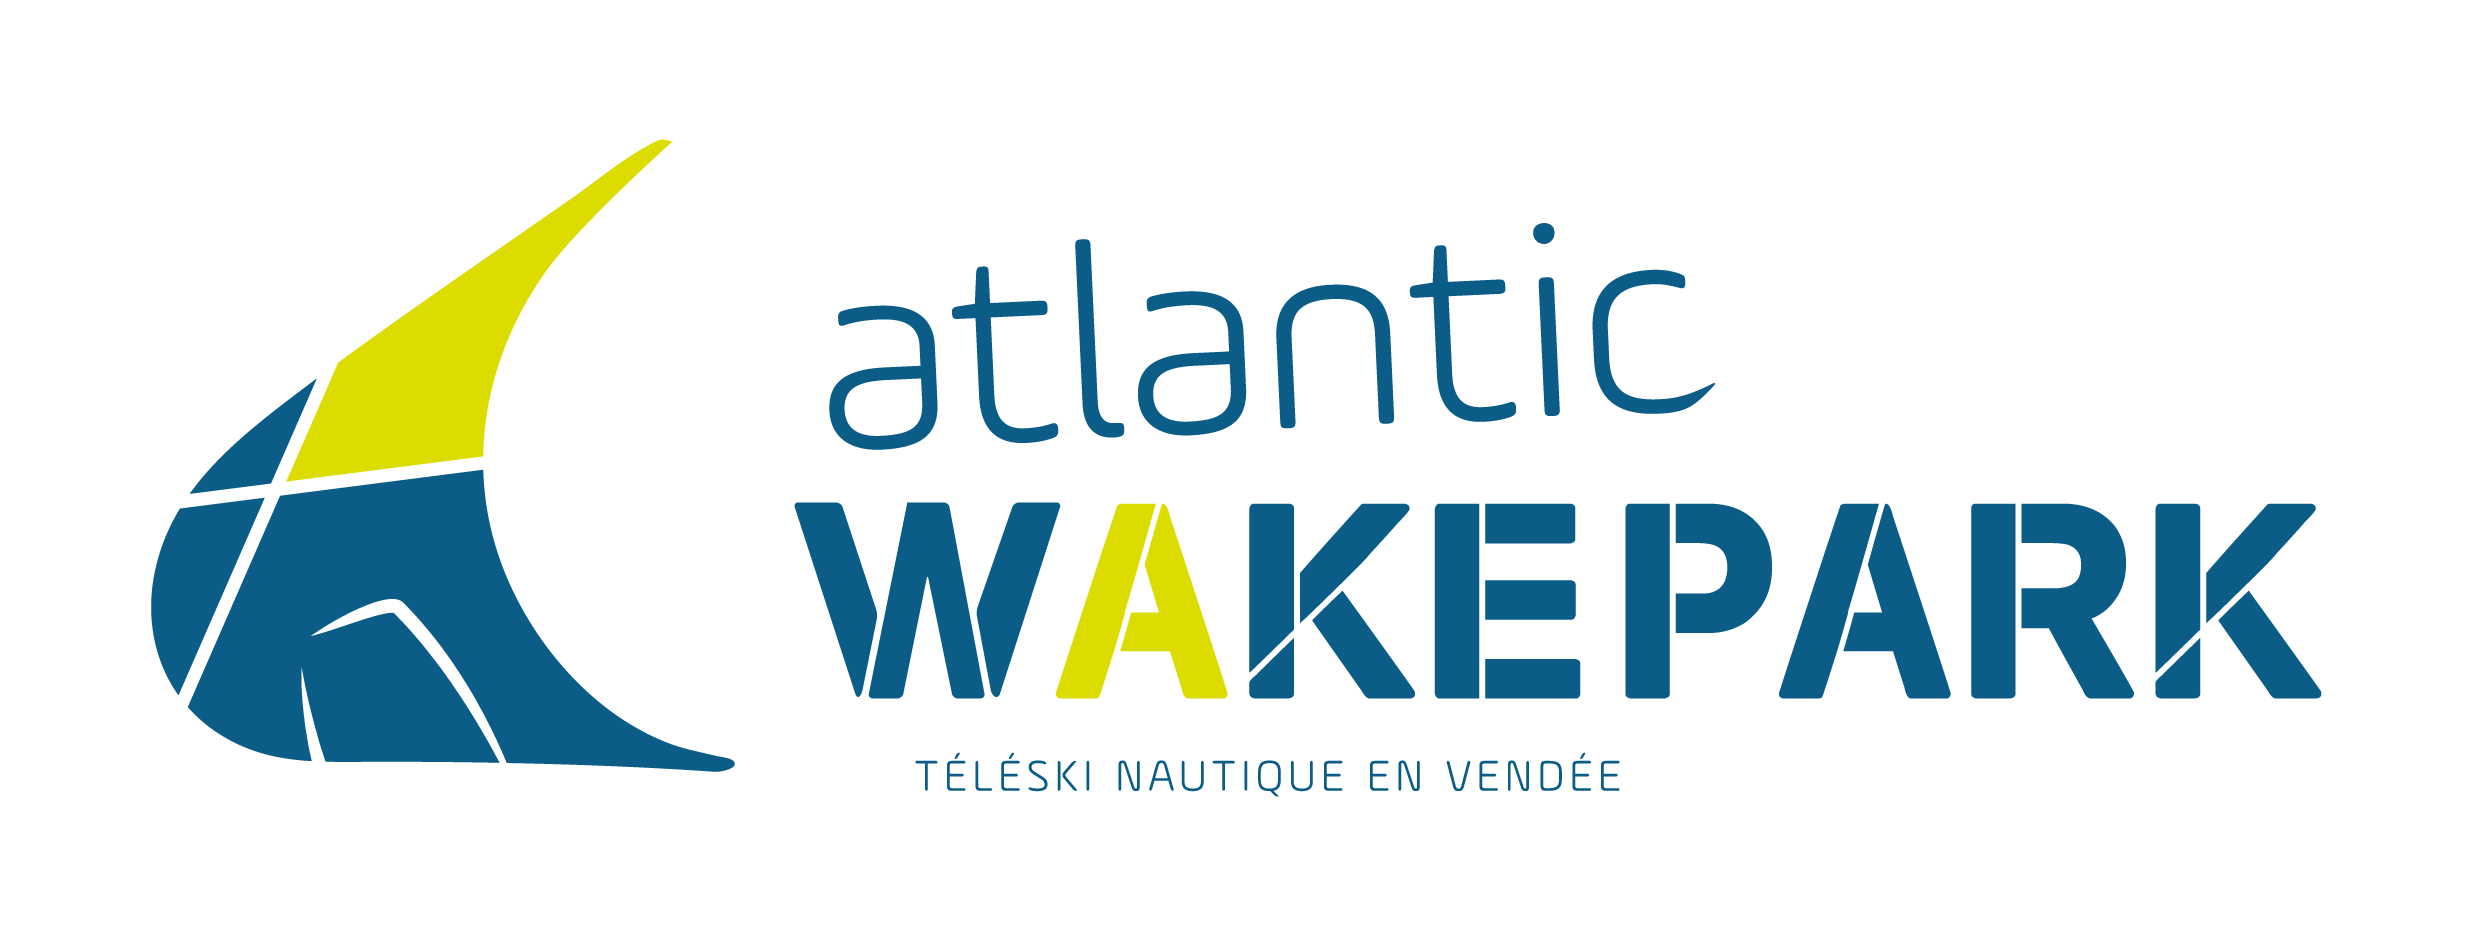 atlantic
WAKEPARK
TÉLÉSKI NAUTIQUE EN VENDÉE